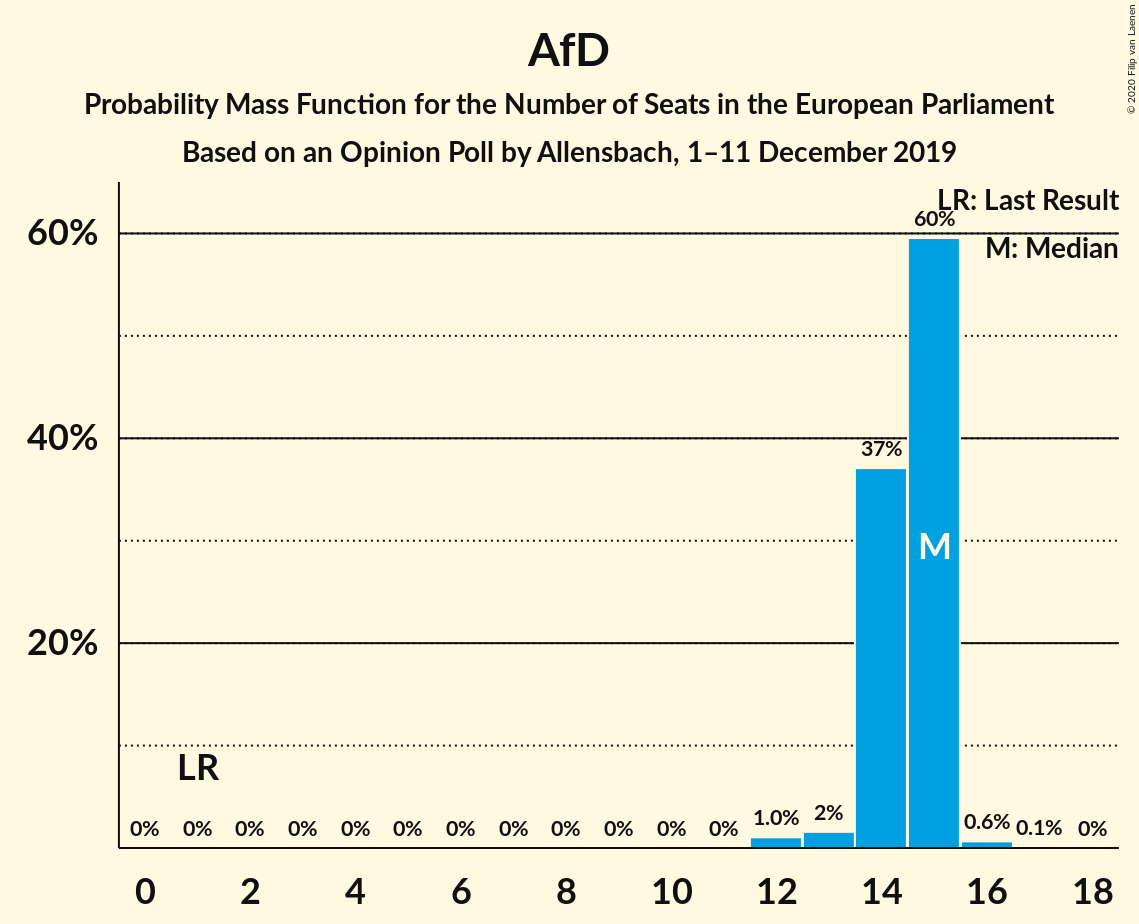 AfD
Probability Mass Function for the Number of Seats in the European Parliament
Based on an Opinion Poll by Allensbach, 1–11 December 2019
© 2020 Filip van Laenen
LR: Last Result
M: Median
60%
40%
20%
60%
37%
M
LR
0% 0% 0% 0% 0% 0% 0% 0% 0% 0% 0% 0% 1.0% 2% 0.6% 0.1% 0%
0 2 4 6 8 10 12 14 16 18